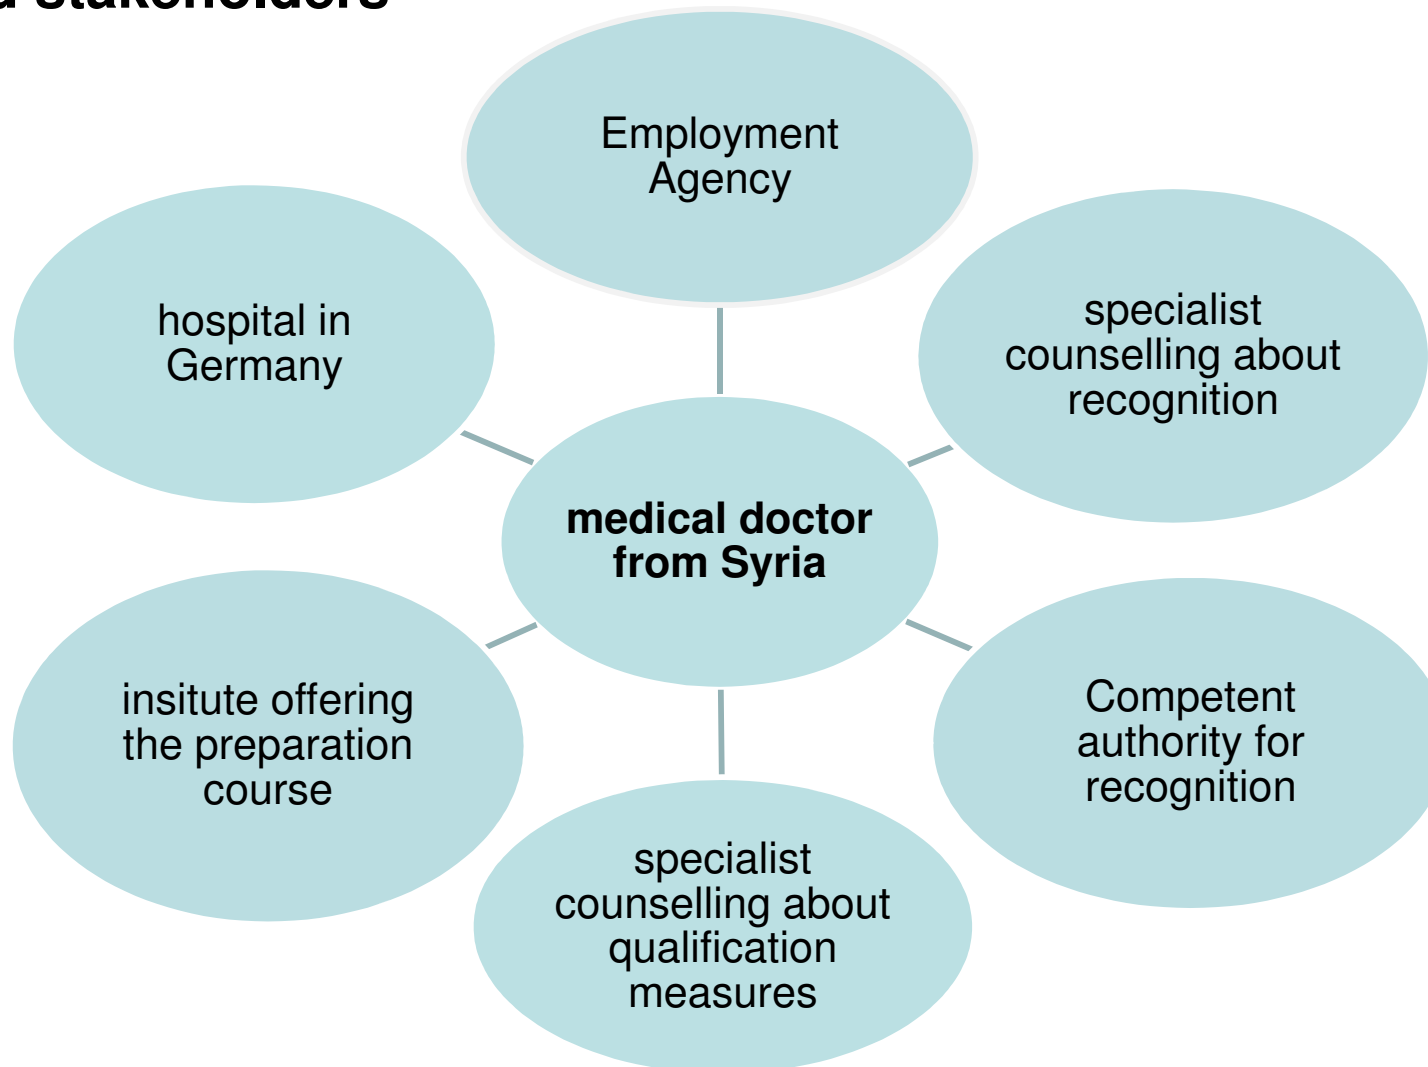 stakeholders
Employment
Agency
hospital in
Germany
specialist
counselling about
recognition
medical doctor
from Syria
insitute offering
the preparation
course
Competent
authority for
recognition
specialist
counselling about
qualification
measures